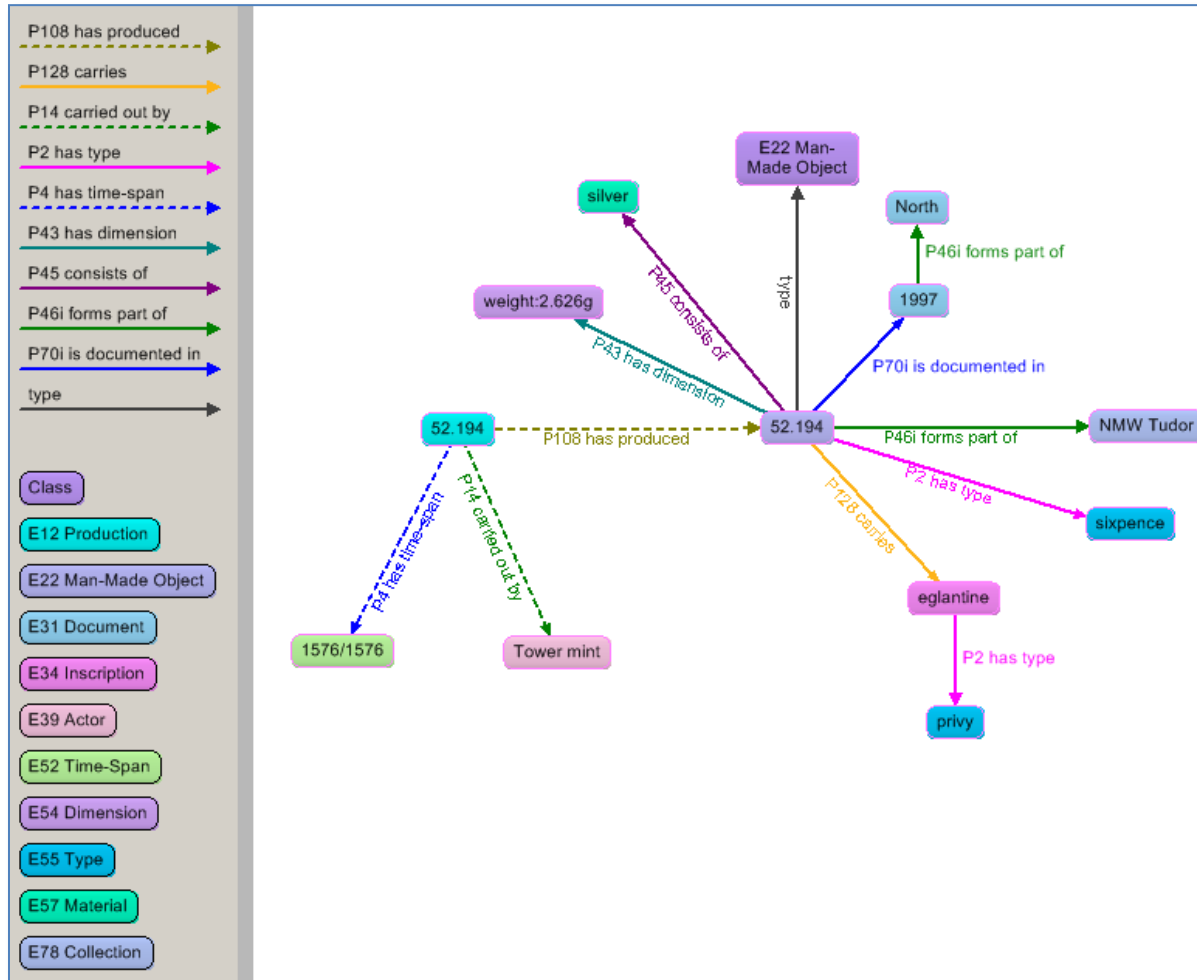 P108 has produced
P128 carries
P14 carried out by
P2 has type
P4 has time-span
P43 has dimension
P45 consists of
P46i forms part of
P70i is documented in
type
Class
E12 Production
E22 Man-Made Object
E31 Document
E34 Inscription
E39 Actor
E52 Time-Span
E54 Dimension
E55 Type
E57 Material
E78 Collection
E22 Man-
Made Object
silver
North
P46i forms part of
weight:2.626g
P45 consists of
type
1997
P43 has dimension
P70i is documented in
52.194
P108 has produced
52.194
P46i forms part of
NMW Tudor
P2 has type
sixpence
P4 has time-span
P14 carried out by
P128 carries
eglantine
1576/1576
Tower mint
P2 has type
privy